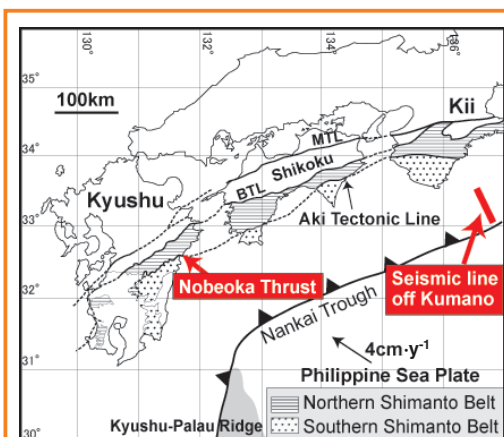 130°
132°
134°
186°
35°
100km
Kii
MTL
34°
Shikoku
Kyushu
BTL
33°
Aki Tectonic Line
Nobeoka Thrust
Seismic line
off Kumano
32°
Nankai Trough
4cm·y-1
31°
Philippine Sea Plate
Northern Shimanto Belt
Southern Shimanto Belt
30°
Kyushu-Palau Ridge